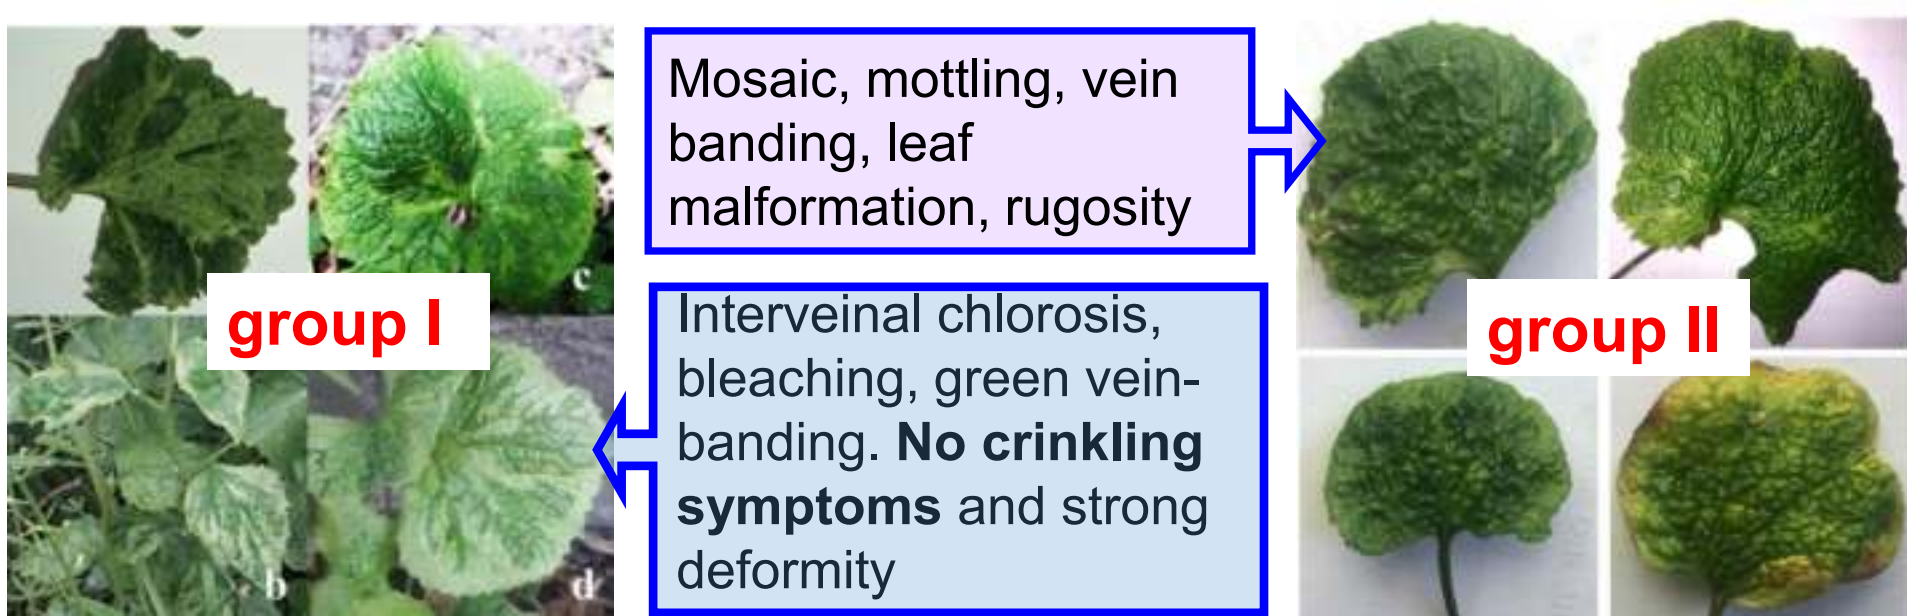 Mosaic, mottling, vein
banding, leaf
malformation, rugosity
c
group I
group II
Interveinal chlorosis,
bleaching, green vein-
banding. No crinkling
symptoms and strong
deformity
b
d